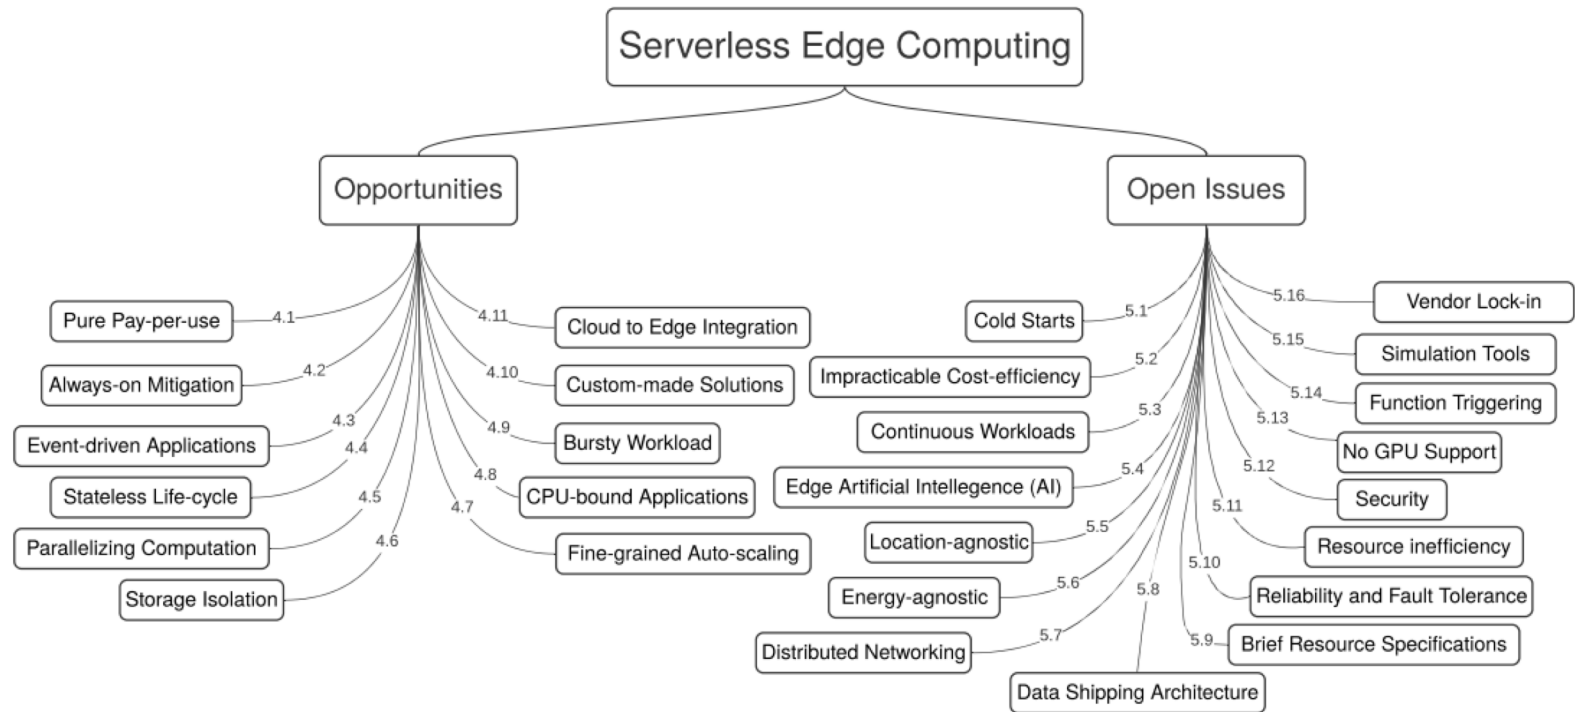 Serverless Edge Computing
Opportunities
Open Issues
4.1
Pure Pay-per-use
4.2
Always-on Mitigation
4.3
Event-driven Applications
4.4
Stateless Life-cycle
4.5
Parallelizing Computation
4.6
Storage Isolation
4.7
Fine-grained Auto-scaling
4.8
CPU-bound Applications
4.9
Bursty Workload
4.10
Custom-made Solutions
4.11
Cloud to Edge Integration
5.1
Cold Starts
5.2
Impracticable Cost-efficiency
5.3
Continuous Workloads
5.4
Edge Artificial Intellegence (AI)
5.5
Location-agnostic
5.6
Energy-agnostic
5.7
Distributed Networking
5.8
Data Shipping Architecture
5.9
Brief Resource Specifications
5.10
Reliability and Fault Tolerance
5.11
Resource inefficiency
5.12
Security
5.13
No GPU Support
5.14
Function Triggering
5.15
Simulation Tools
5.16
Vendor Lock-in